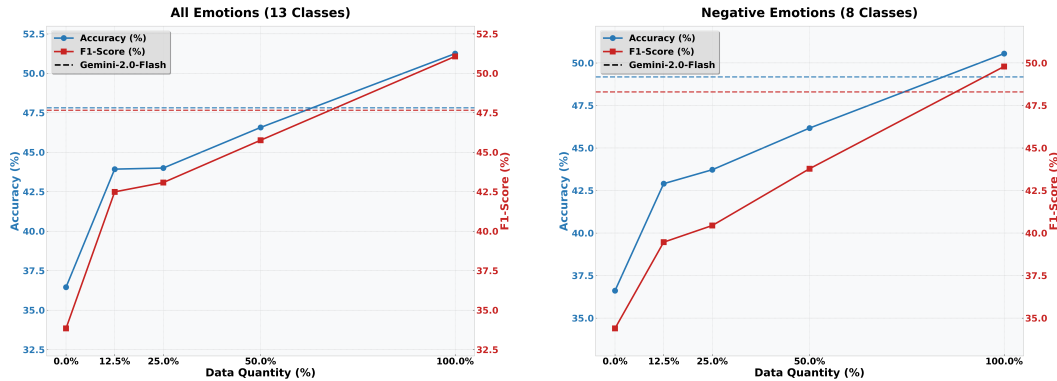 All Emotions (13 Classes)
Accuracy (%)
F1-Score (%)
Gemini-2.0-Flash
52.5
50.0
47.5
45.0
42.5
40.0
37.5
35.0
32.5
Accuracy (%)
52.5
50.0
47.5
45.0
42.5
40.0
37.5
35.0
32.5
F1-Score (%)
0.0% 12.5% 25.0% 50.0% 100.0%
Data Quantity (%)
Negative Emotions (8 Classes)
Accuracy (%)
F1-Score (%)
Gemini-2.0-Flash
50.0
47.5
45.0
42.5
40.0
37.5
35.0
Accuracy (%)
50.0
47.5
45.0
42.5
40.0
37.5
35.0
F1-Score (%)
0.0% 12.5% 25.0% 50.0% 100.0%
Data Quantity (%)